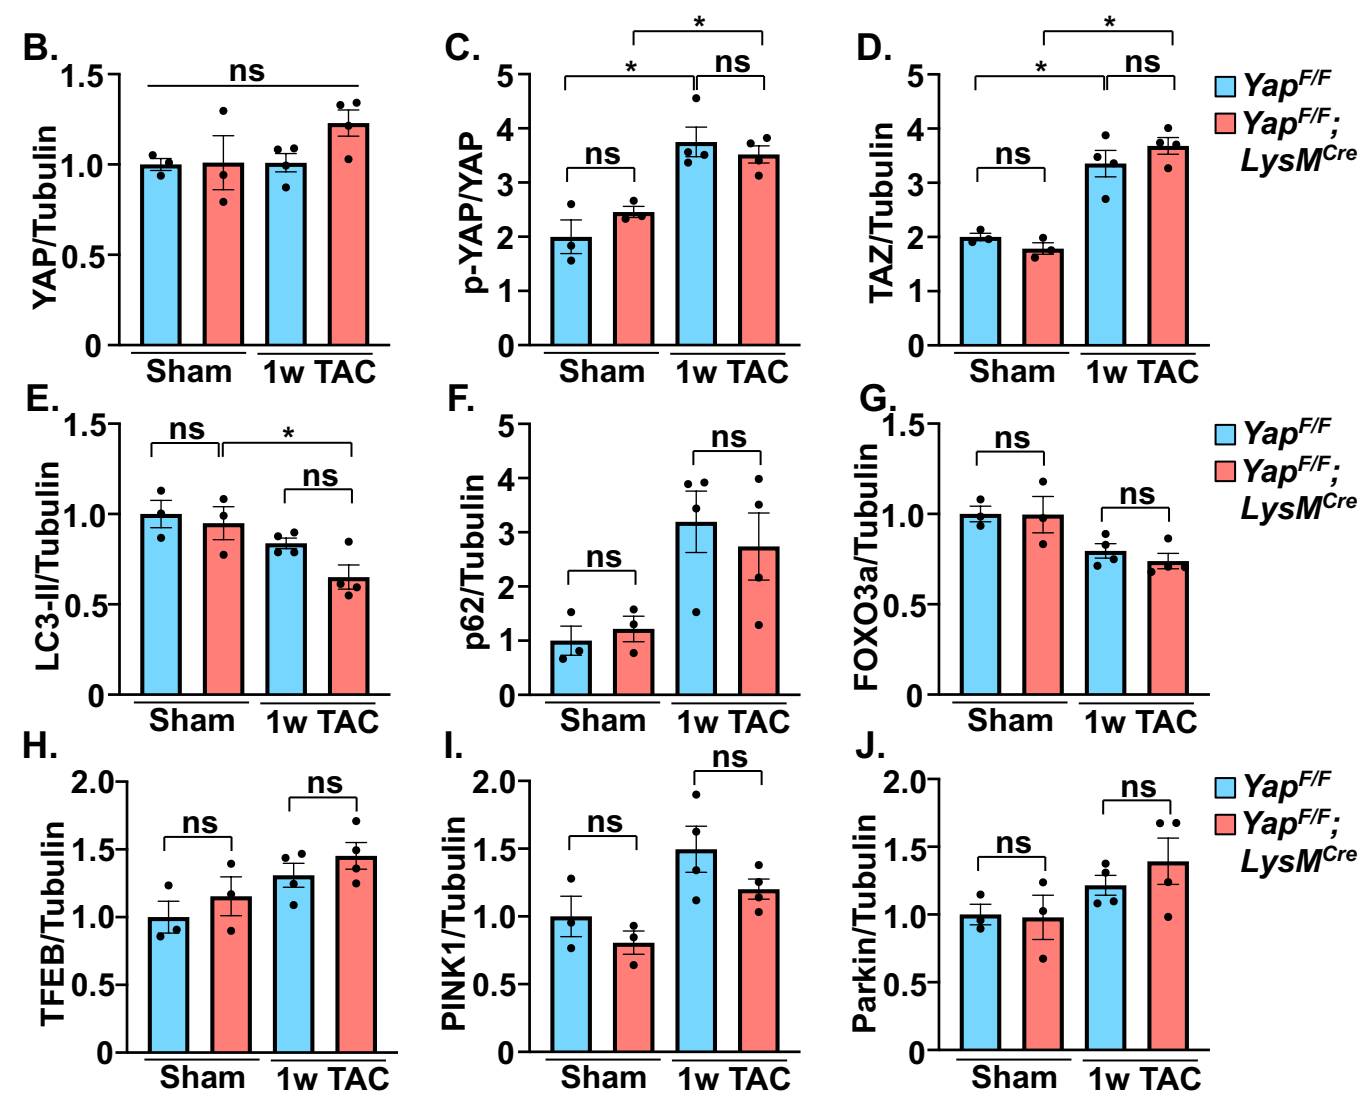 B.
YAP/Tubulin
1.5
1.0
0.5
0
ns
Sham 1w TAC
C.
p-YAP/YAP
5
4
3
2
1
0
*
* ns
ns
Sham 1w TAC
D.
TAZ/Tubulin
5
4
3
2
1
0
*
* ns
ns
Sham 1w TAC
Yap^F/F
Yap^F/F;
LysM^Cre
E.
LC3-II/Tubulin
1.5
1.0
0.5
0
ns *
ns
Sham 1w TAC
F.
p62/Tubulin
5
4
3
2
1
0
ns
ns
Sham 1w TAC
G.
FOXO3a/Tubulin
1.5
1.0
0.5
0
ns
ns
Sham 1w TAC
Yap^F/F
Yap^F/F;
LysM^Cre
H.
TFEB/Tubulin
2.0
1.5
1.0
0.5
0
ns
ns
Sham 1w TAC
I.
PINK1/Tubulin
2.0
1.5
1.0
0.5
0
ns
ns
Sham 1w TAC
J.
Parkin/Tubulin
2.0
1.5
1.0
0.5
0
ns
ns
Sham 1w TAC
Yap^F/F
Yap^F/F;
LysM^Cre